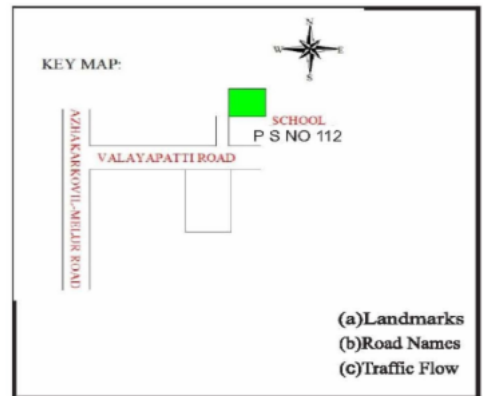 N
W E
S
KEY MAP:
SCHOOL
P S NO 112
VALAYAPATTI ROAD
AZHAKARKOVIL-MELUR ROAD
(a)Landmarks
(b)Road Names
(c)Traffic Flow